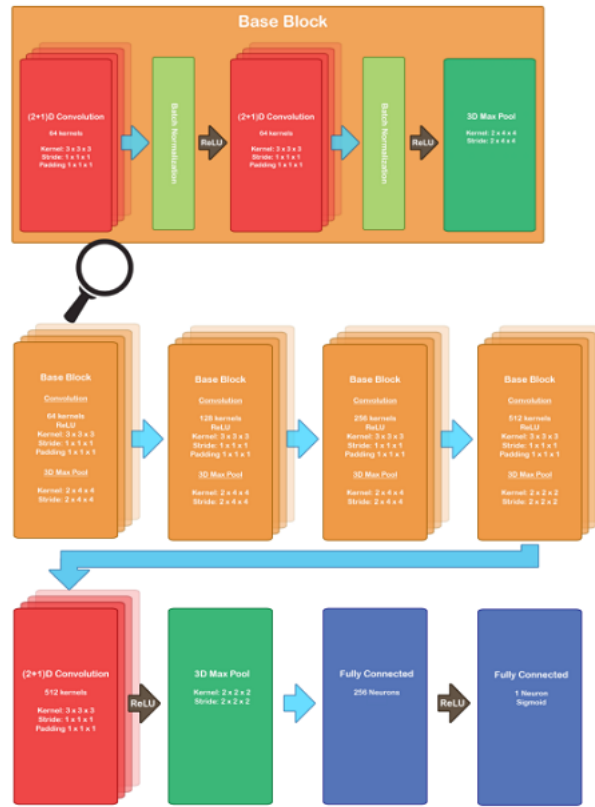 Base Block
(2+1)D Convolution
64 kernels
Kernel: 3 x 3 x 3
Stride: 1 x 1 x 1
Padding 1 x 1 x 1
Batch Normalization
ReLU
(2+1)D Convolution
64 kernels
Kernel: 3 x 3 x 3
Stride: 1 x 1 x 1
Padding 1 x 1 x 1
Batch Normalization
ReLU
3D Max Pool
Kernel: 2 x 4 x 4
Stride: 2 x 4 x 4
Base Block
Convolution
64 kernels
ReLU
Kernel: 3 x 3 x 3
Stride: 1 x 1 x 1
Padding 1 x 1 x 1
3D Max Pool
Kernel: 2 x 4 x 4
Stride: 2 x 4 x 4
Base Block
Convolution
128 kernels
ReLU
Kernel: 3 x 3 x 3
Stride: 1 x 1 x 1
Padding 1 x 1 x 1
3D Max Pool
Kernel: 2 x 4 x 4
Stride: 2 x 4 x 4
Base Block
Convolution
256 kernels
ReLU
Kernel: 3 x 3 x 3
Stride: 1 x 1 x 1
Padding 1 x 1 x 1
3D Max Pool
Kernel: 2 x 4 x 4
Stride: 2 x 4 x 4
Base Block
Convolution
512 kernels
ReLU
Kernel: 3 x 3 x 3
Stride: 1 x 1 x 1
Padding 1 x 1 x 1
3D Max Pool
Kernel: 2 x 2 x 2
Stride: 2 x 2 x 2
(2+1)D Convolution
512 kernels
Kernel: 3 x 3 x 3
Stride: 1 x 1 x 1
Padding 1 x 1 x 1
ReLU
3D Max Pool
Kernel: 2 x 2 x 2
Stride: 2 x 2 x 2
Fully Connected
256 Neurons
ReLU
Fully Connected
1 Neuron
Sigmoid